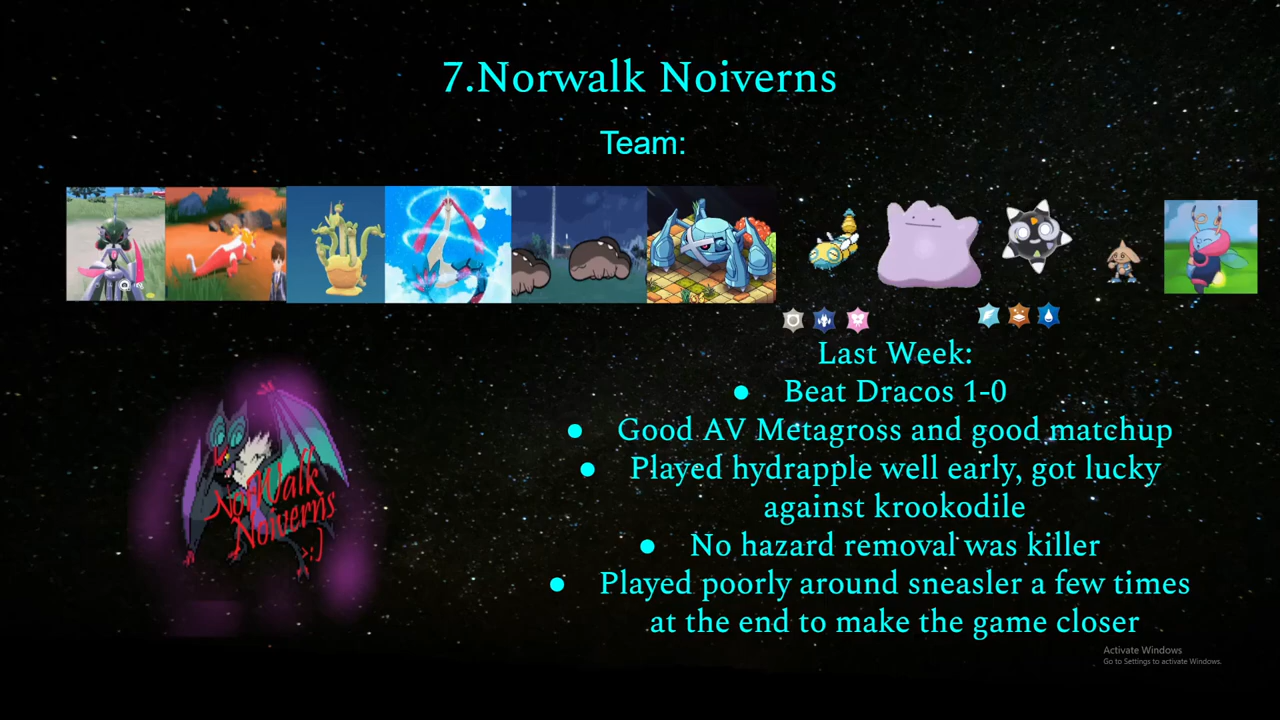 7.Norwalk Noiverns
Team:
Last Week:
● Beat Dracos 1-0
● Good AV Metagross and good matchup
● Played hydrapple well early, got lucky
against krookodile
● No hazard removal was killer
● Played poorly around sneasler a few times
at the end to make the game closer
NorWalk
Noiverns
>:)
Activate Windows
Go to Settings to activate Windows.